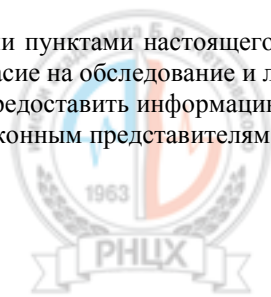 и пунктами настоящего
асие на обследование и л
редоставить информаци
конным представителям
1963
РНЦХ